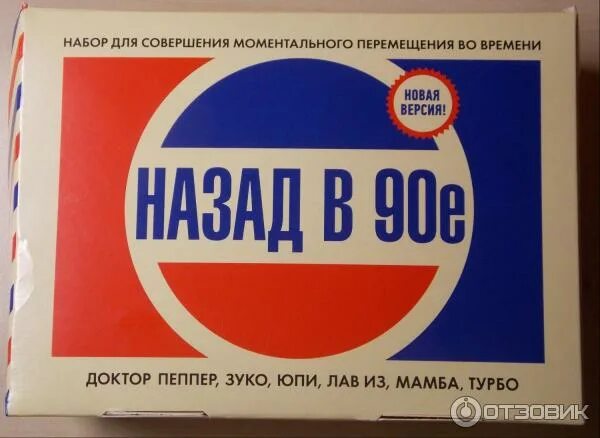 НАБОР ДЛЯ СОВЕРШЕНИЯ МОМЕНТАЛЬНОГО ПЕРЕМЕЩЕНИЯ ВО ВРЕМЕНИ
НОВАЯ
ВЕРСИЯ!
НАЗАД В 90е
ДОКТОР ПЕППЕР, ЗУКО, ЮПИ, ЛАВ ИЗ, МАМБА, ТУРБО
ОТЗОВИК